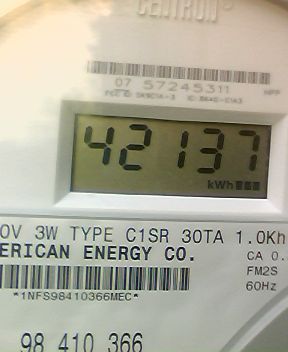 CENTRON
07 57245311
42137
kWh
0V 3W TYPE C1SR 30TA 1.0Kh
ERICAN ENERGY CO.
CA 0.
FM2S
*1NFS98410366MEC*
60Hz
98 410 366